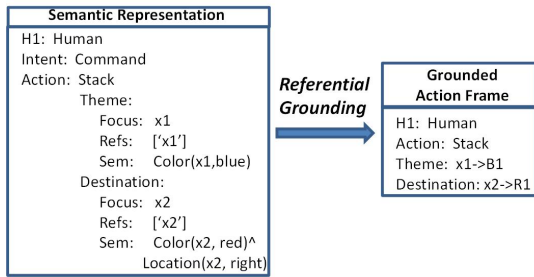 Semantic Representation
H1: Human
Intent: Command
Action: Stack
Theme:
Focus: x1
Refs: ['x1']
Sem: Color(x1,blue)
Destination:
Focus: x2
Refs: ['x2']
Sem: Color(x2, red)^
Location(x2, right)
Referential
Grounding
Grounded
Action Frame
H1: Human
Action: Stack
Theme: x1->B1
Destination: x2->R1